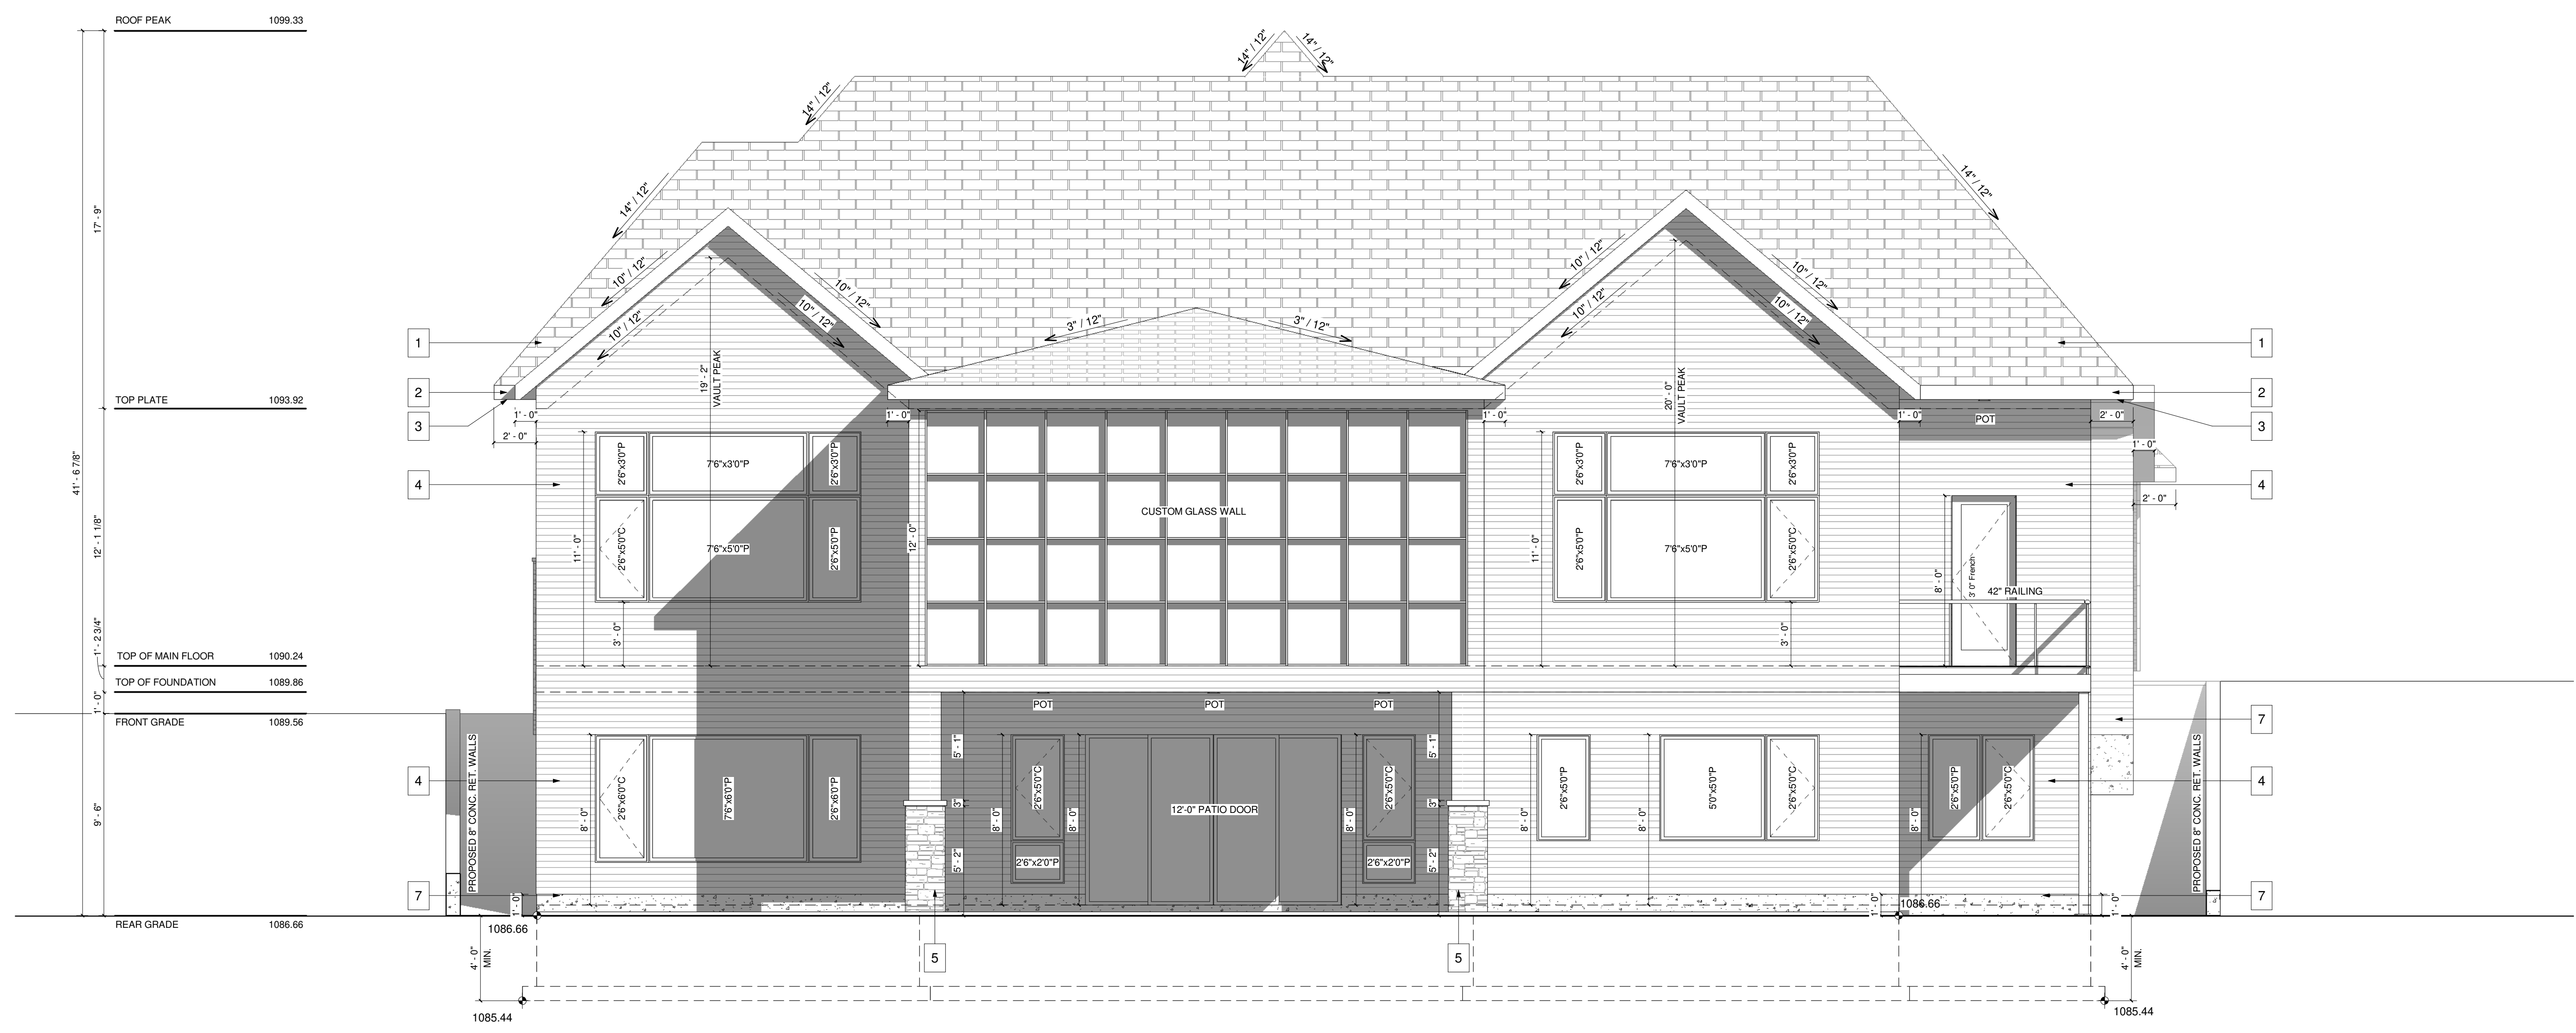 ROOF PEAK 1099.33
14" / 12" 14" / 12"
14" / 12"
14" / 12"
14" / 12"
17' - 9"
10" / 12"
10" / 12"
10" / 12"
10" / 12"
10" / 12"
10" / 12"
10" / 12"
10" / 12"
3" / 12" 3" / 12"
1
1
2
2
3
3
TOP PLATE 1093.92
19' - 2"
VAULT PEAK
20' - 0"
VAULT PEAK
1' - 0"
2' - 0"
1' - 0"
1' - 0"
1' - 0"
POT
2' - 0"
1' - 0"
2' - 0"
41' - 6 7/8"
12' - 1 1/8"
4
4
2'6"x3'0"P
7'6"x3'0"P
2'6"x3'0"P
2'6"x5'0"C
7'6"x5'0"P
2'6"x5'0"P
11' - 0"
3' - 0"
12' - 0"
CUSTOM GLASS WALL
2'6"x3'0"P
7'6"x3'0"P
2'6"x3'0"P
2'6"x5'0"P
7'6"x5'0"P
2'6"x5'0"C
11' - 0"
3' - 0"
8' - 0"
3' 0" French
42" RAILING
1' - 2 3/4"
TOP OF MAIN FLOOR 1090.24
TOP OF FOUNDATION 1089.86
1' - 0"
FRONT GRADE 1089.56
9' - 6"
PROPOSED 8" CONC. RET. WALLS
4
7
8' - 0"
2'6"x6'0"C
7'6"x6'0"P
2'6"x6'0"P
POT
POT
POT
5' - 1"
3"
5' - 2"
8' - 0"
2'6"x5'0"C
2'6"x2'0"P
8' - 0"
12'-0" PATIO DOOR
8' - 0"
2'6"x5'0"C
2'6"x2'0"P
5' - 1"
3"
5' - 2"
8' - 0"
2'6"x5'0"P
8' - 0"
5'0"x5'0"P
2'6"x5'0"C
8' - 0"
2'6"x5'0"P
2'6"x5'0"C
7
4
7
PROPOSED 8" CONC. RET. WALLS
1' - 0"
1' - 0"
1086.66
1' - 0"
REAR GRADE 1086.66
1086.66
5
5
4' - 0"
MIN.
4' - 0"
MIN.
1085.44
1085.44